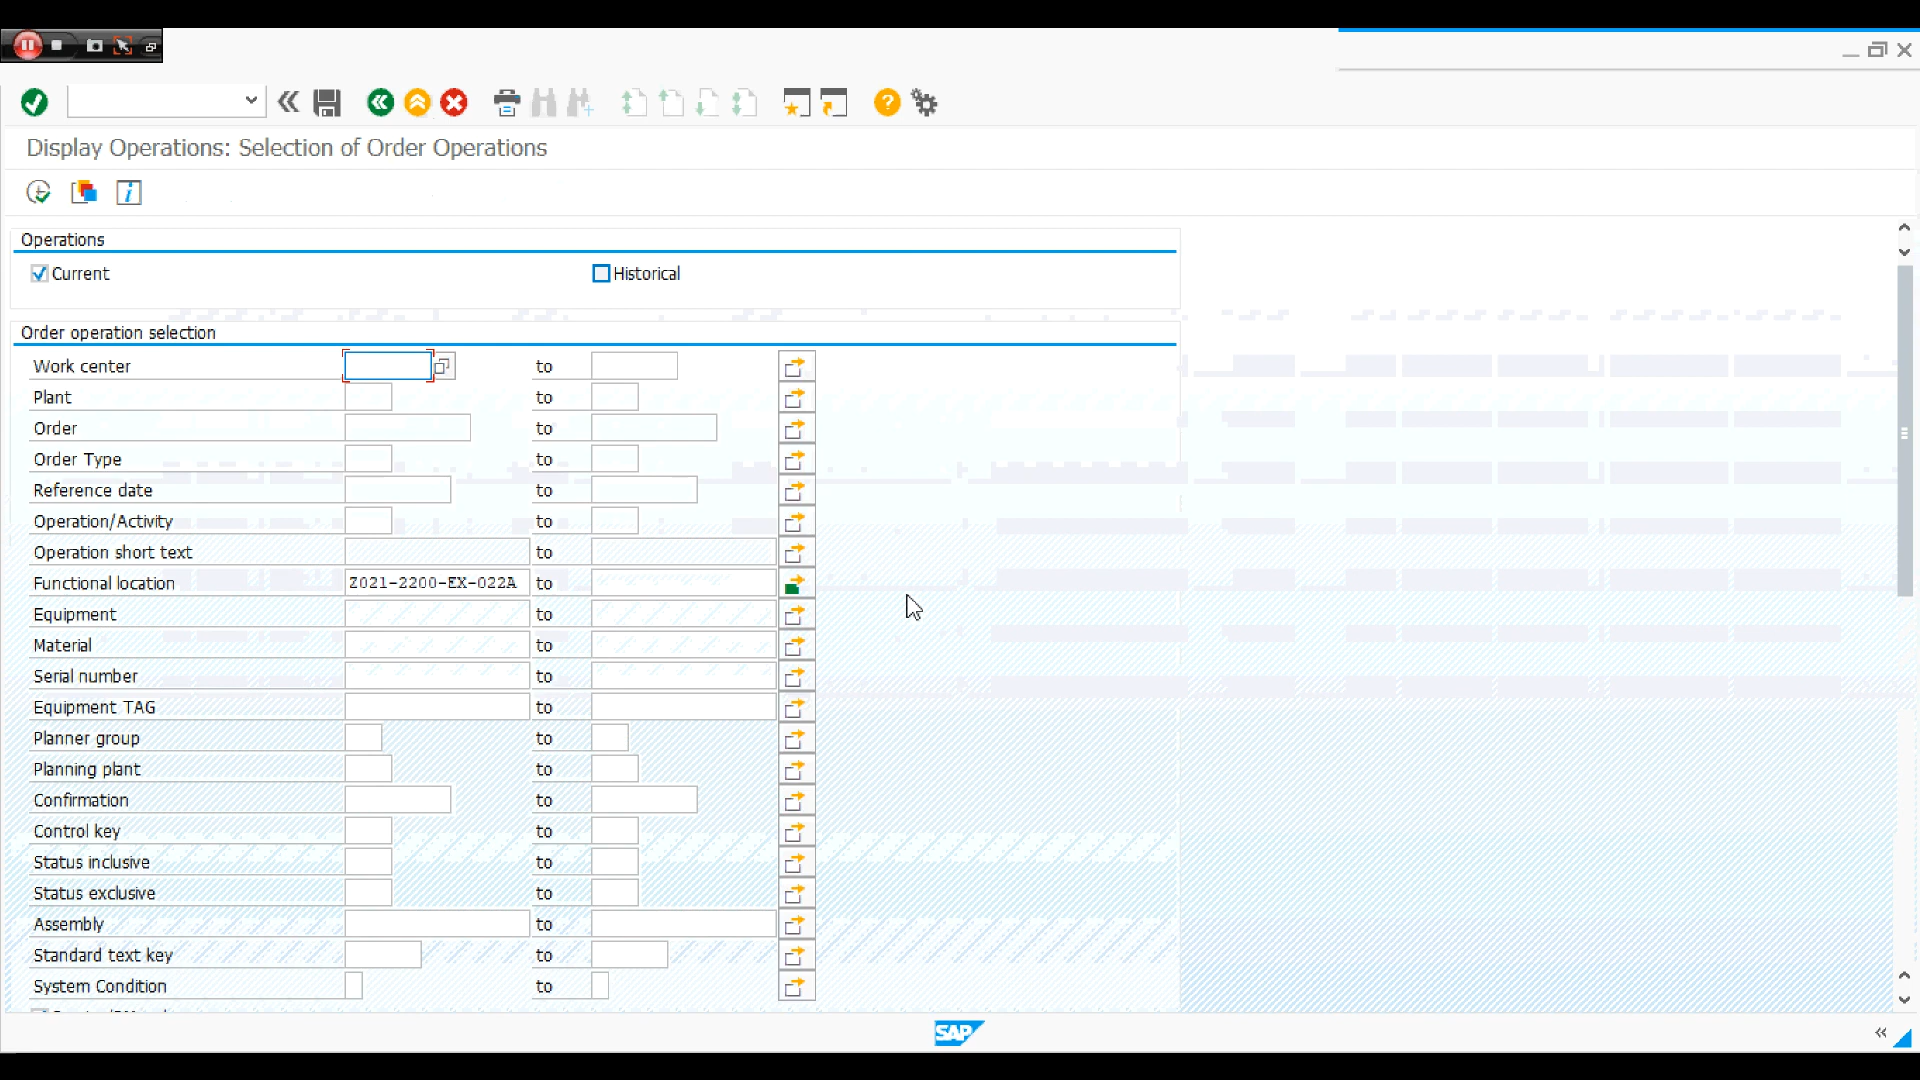 Display Operations: Selection of Order Operations
Operations
Current Historical
Order operation selection
Work center to
Plant to
Order to
Order Type to
Reference date to
Operation/Activity to
Operation short text to
Functional location Z021-2200-EX-022A to
Equipment to
Material to
Serial number to
Equipment TAG to
Planner group to
Planning plant to
Confirmation to
Control key to
Status inclusive to
Status exclusive to
Assembly to
Standard text key to
System Condition to
SAP